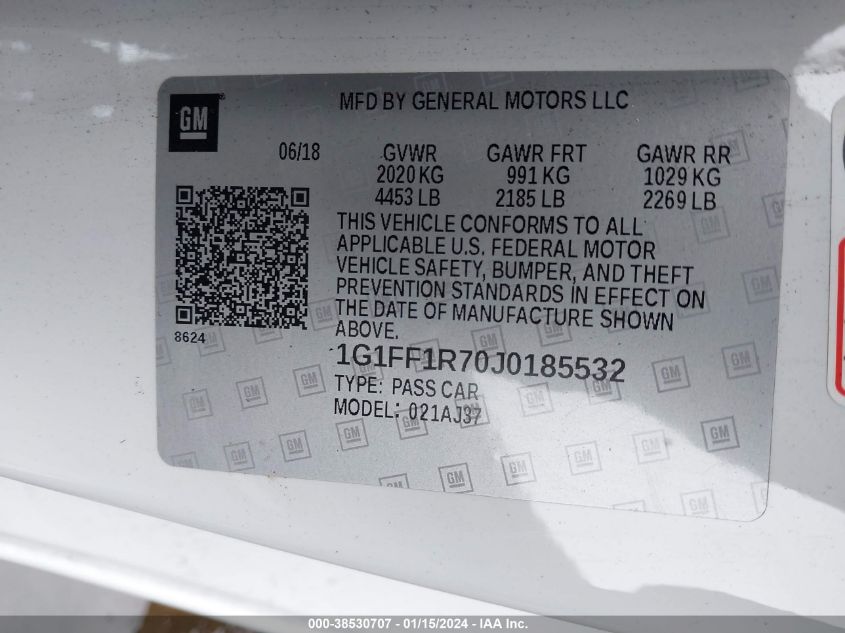 GM
MFD BY GENERAL MOTORS LLC
06/18 GVWR GAWR FRT GAWR RR
2020 KG 991 KG 1029 KG
4453 LB 2185 LB 2269 LB
THIS VEHICLE CONFORMS TO ALL
APPLICABLE U.S. FEDERAL MOTOR
VEHICLE SAFETY, BUMPER, AND THEFT
PREVENTION STANDARDS IN EFFECT ON
THE DATE OF MANUFACTURE SHOWN
ABOVE.
8624
1G1FF1R70J0185532
TYPE: PASS CAR
MODEL: 021AJ37
000-38530707 - 01/15/2024 - IAA Inc.